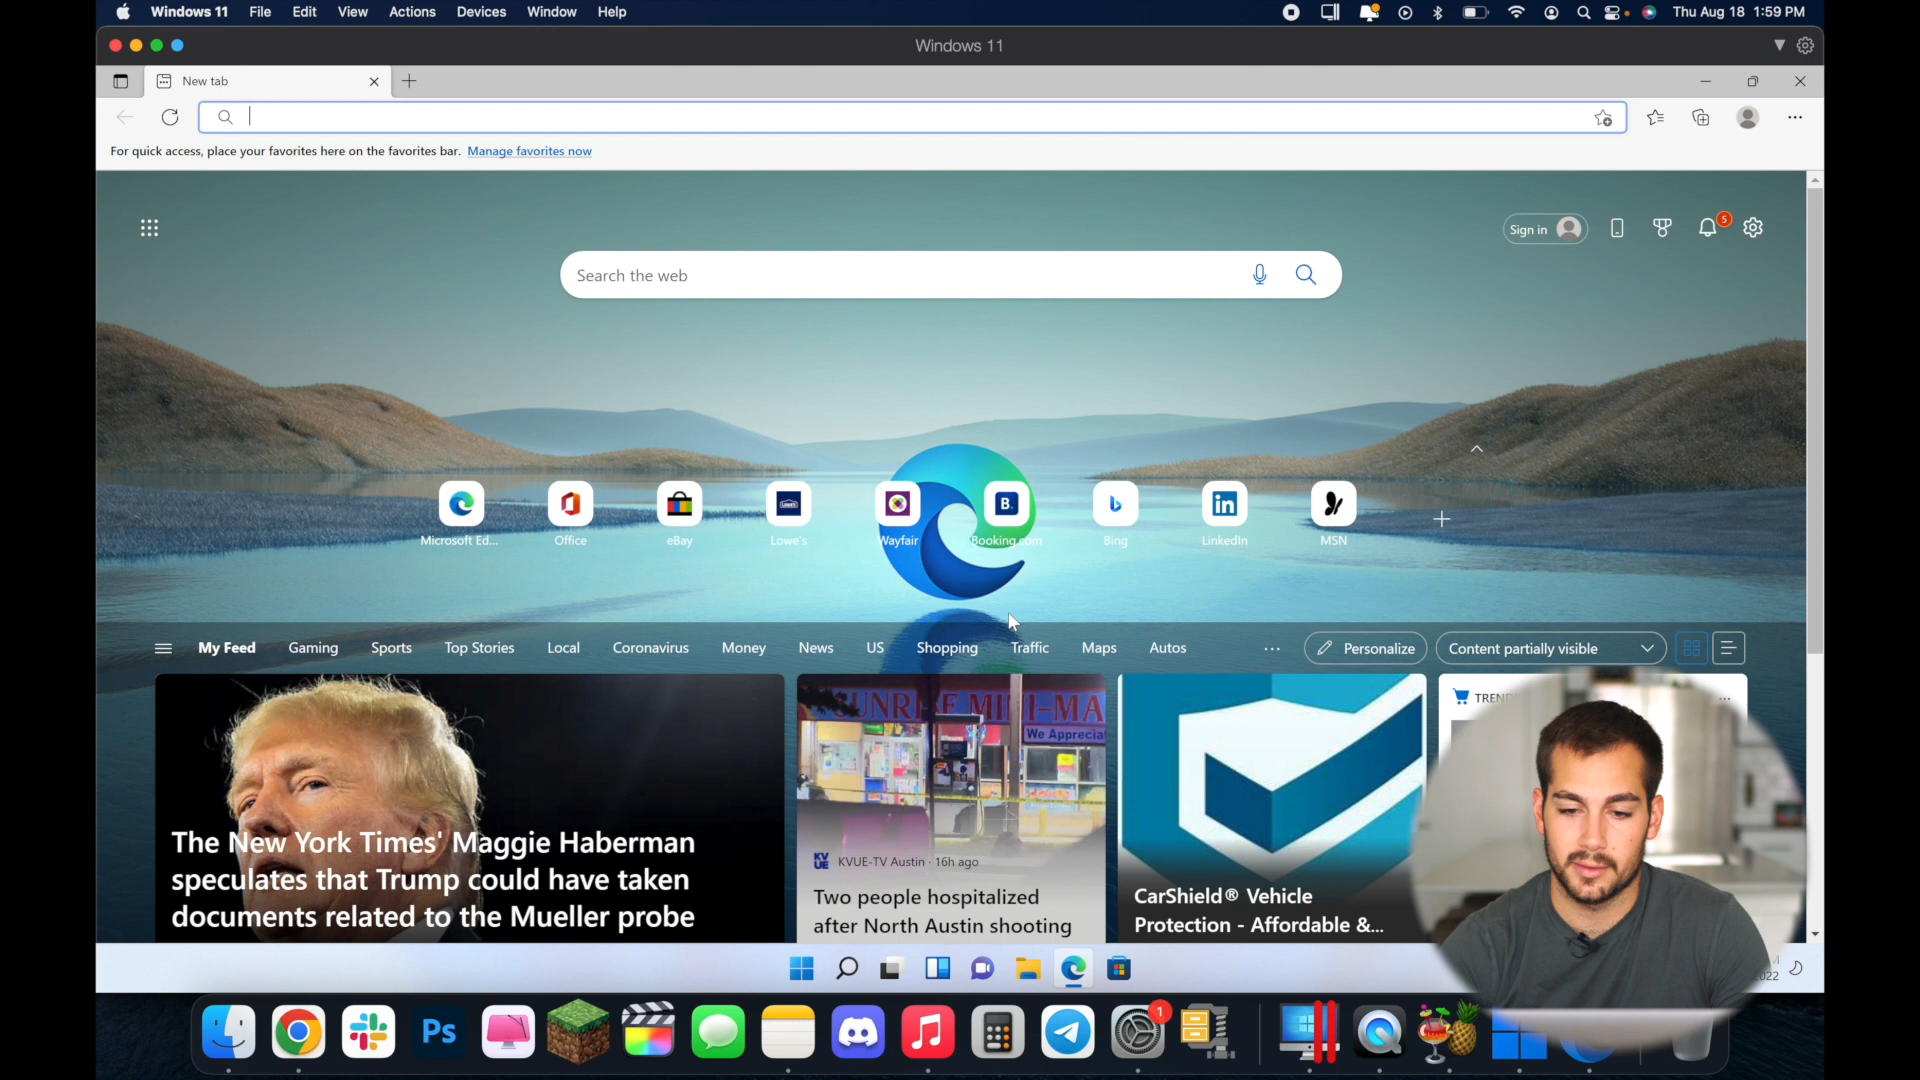 Windows 11 File Edit View Actions Devices Window Help Thu Aug 18 1:59 PM
Windows 11
New tab
For quick access, place your favorites here on the favorites bar. Manage favorites now
Sign in
5
Search the web
Microsoft Ed... Office eBay Lowe's Wayfair Booking.com Bing LinkedIn MSN
My Feed Gaming Sports Top Stories Local Coronavirus Money News US Shopping Traffic Maps Autos ... Personalize Content partially visible
We Apprecia
The New York Times' Maggie Haberman
speculates that Trump could have taken
documents related to the Mueller probe
KVUE-TV Austin · 16h ago
Two people hospitalized
after North Austin shooting
CarShield® Vehicle
Protection - Affordable &...
Ps
1